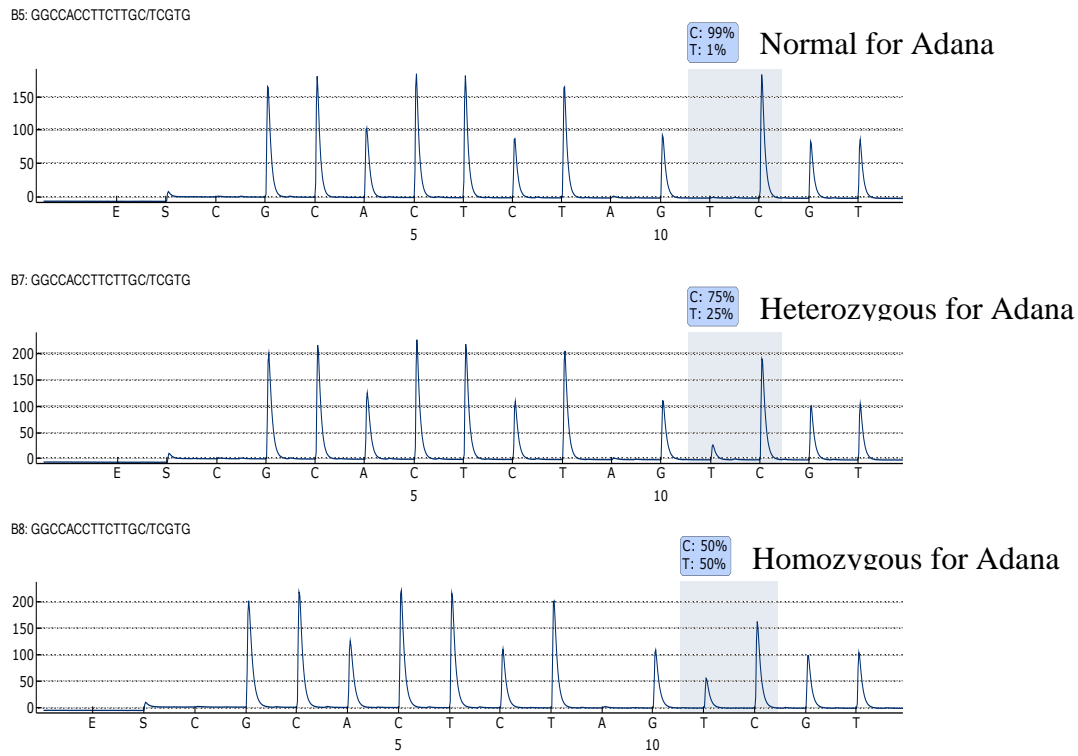 B5: GGCCACCTTCTTGC/TCGTG
C: 99%
T: 1%
Normal for Adana
150
100
50
0
E S C G C A C T C T A G T C G T
5 10
B7: GGCCACCTTCTTGC/TCGTG
C: 75%
T: 25%
Heterozygous for Adana
200
150
100
50
0
E S C G C A C T C T A G T C G T
5 10
B8: GGCCACCTTCTTGC/TCGTG
C: 50%
T: 50%
Homozygous for Adana
200
150
100
50
0
E S C G C A C T C T A G T C G T
5 10